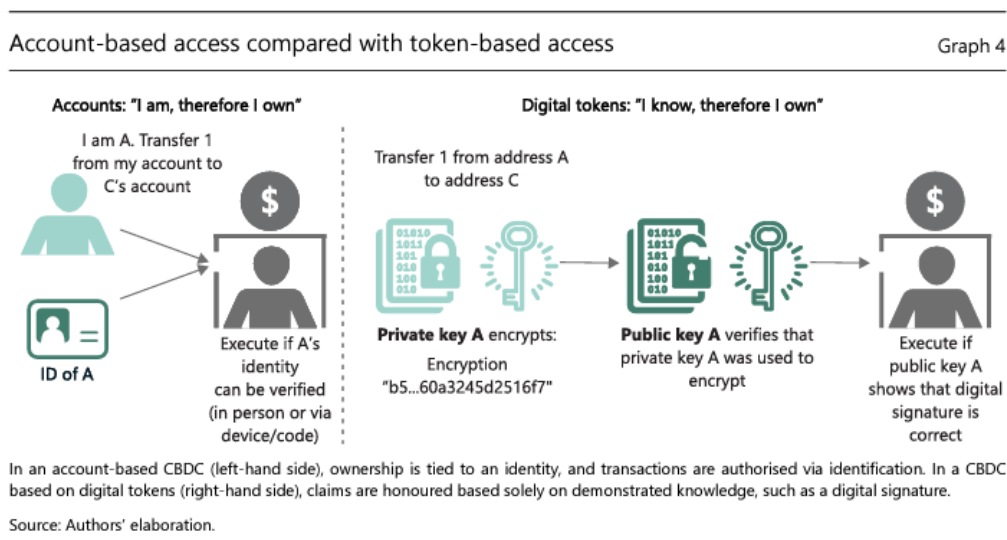 Account-based access compared with token-based access
Graph 4
Accounts: "I am, therefore I own"
I am A. Transfer 1
from my account to
C's account
$
ID of A
Execute if A's
identity
can be verified
(in person or via
device/code)
Digital tokens: "I know, therefore I own"
Transfer 1 from address A
to address C
01010
1011
101
010
100
010
Private key A encrypts:
Encryption
"b5...60a3245d2516f7"
01010
1011
101
010
100
010
Public key A verifies that
private key A was used to
encrypt
$
Execute if
public key A
shows that digital
signature is
correct
In an account-based CBDC (left-hand side), ownership is tied to an identity, and transactions are authorised via identification. In a CBDC
based on digital tokens (right-hand side), claims are honoured based solely on demonstrated knowledge, such as a digital signature.
Source: Authors' elaboration.